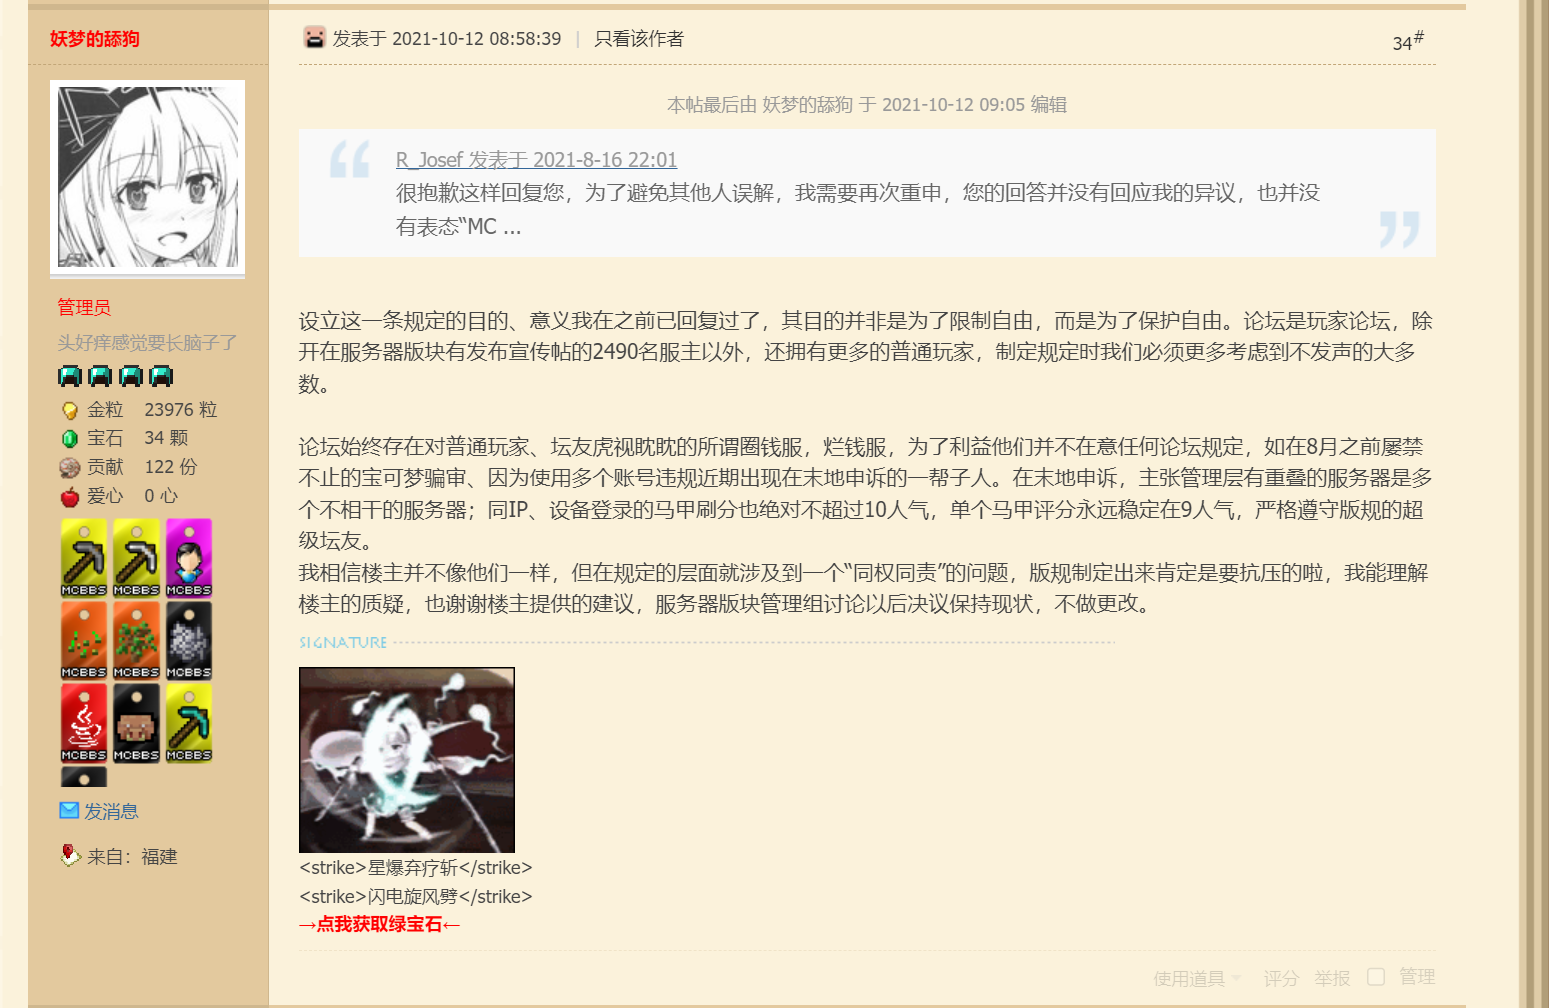 妖梦的舔狗
发表于 2021-10-12 08:58:39 | 只看该作者
34#
本帖最后由 妖梦的舔狗 于 2021-10-12 09:05 编辑
R_Josef 发表于 2021-8-16 22:01
很抱歉这样回复您，为了避免其他人误解，我需要再次重申，您的回答并没有回应我的异议，也并没
有表态“MC ...
管理员
头好痒感觉要长脑子了
金粒 23976 粒
宝石 34 颗
贡献 122 份
爱心 0 心
MCBBS MCBBS MCBBS
MCBBS MCBBS MCBBS
MCBBS MCBBS MCBBS
发消息
来自：福建
设立这一条规定的目的、意义我在之前已回复过了，其目的并非是为了限制自由，而是为了保护自由。论坛是玩家论坛，除
开在服务器版块有发布宣传帖的2490名服主以外，还拥有更多的普通玩家，制定规定时我们必须更多考虑到不发声的大多
数。
论坛始终存在对普通玩家、坛友虎视眈眈的所谓圈钱服，烂钱服，为了利益他们并不在意任何论坛规定，如在8月之前屡禁
不止的宝可梦骗审、因为使用多个账号违规近期出现在末地申诉的一帮子人。在末地申诉，主张管理层有重叠的服务器是多
个不相干的服务器；同IP、设备登录的马甲刷分也绝对不超过10人气，单个马甲评分永远稳定在9人气，严格遵守版规的超
级坛友。
我相信楼主并不像他们一样，但在规定的层面就涉及到一个“同权同责”的问题，版规制定出来肯定是要抗压的啦，我能理解
楼主的质疑，也谢谢楼主提供的建议，服务器版块管理组讨论以后决议保持现状，不做更改。
SIGNATURE
<strike>星爆弃疗斩</strike>
<strike>闪电旋风劈</strike>
→点我获取绿宝石←
使用道具 评分 举报 管理